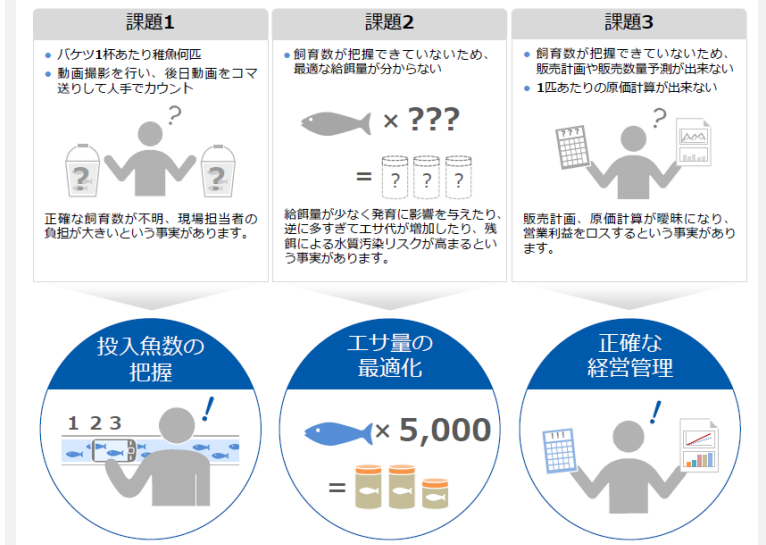 課題1
● バケツ1杯あたり稚魚何匹
● 動画撮影を行い、後日動画をコマ
送りして人手でカウント
?
?
?
正確な飼育数が不明、現場担当者の
負担が大きいという事実があります。
課題2
● 飼育数が把握できていないため、
最適な給餌量が分からない
× ???
= ? ? ?
給餌量が少なく発育に影響を与えたり、
逆に多すぎてエサ代が増加したり、残
餌による水質汚染リスクが高まるとい
う事実があります。
課題3
● 飼育数が把握できていないため、
販売計画や販売数量予測が出来ない
● 1匹あたりの原価計算が出来ない
?
???
販売計画、原価計算が曖昧になり、
営業利益をロスするという事実があり
ます。
投入魚数の
把握
1 2 3
!
エサ量の
最適化
× 5,000
=
正確な
経営管理
!
!!!